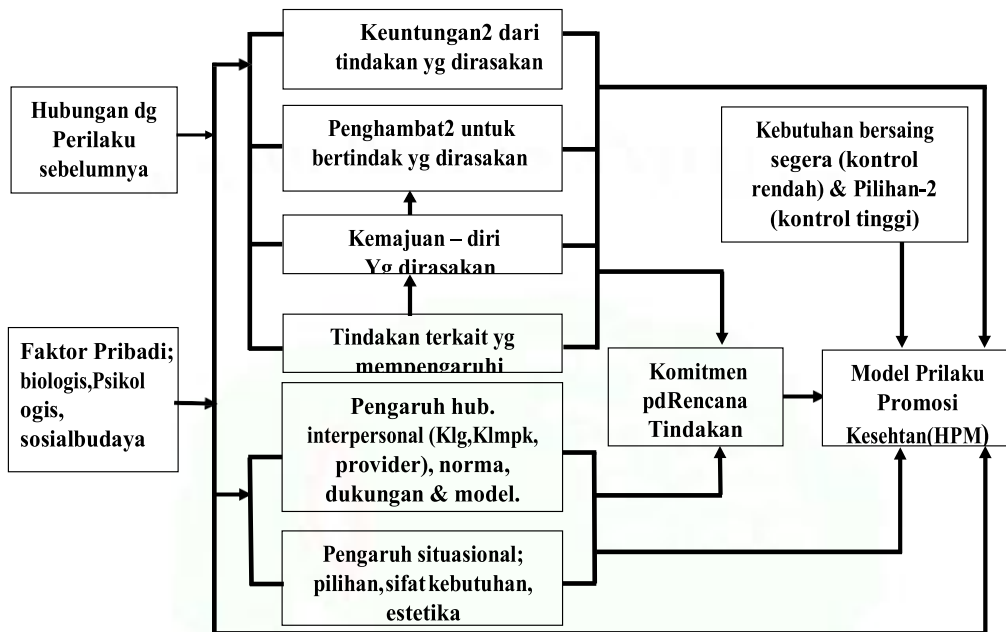 Hubungan dg
Perilaku
sebelumnya
Faktor Pribadi;
biologis,Psikol
ogis,
sosialbudaya
Keuntungan2 dari
tindakan yg dirasakan
Penghambat2 untuk
bertindak yg dirasakan
Kemajuan – diri
Yg dirasakan
Tindakan terkait yg
mempengaruhi
Pengaruh hub.
interpersonal (Klg,Klmpk,
provider), norma,
dukungan & model.
Pengaruh situasional;
pilihan,sifat kebutuhan,
estetika
Kebutuhan bersaing
segera (kontrol
rendah) & Pilihan-2
(kontrol tinggi)
Komitmen
pdRencana
Tindakan
Model Prilaku
Promosi
Kesehtan(HPM)